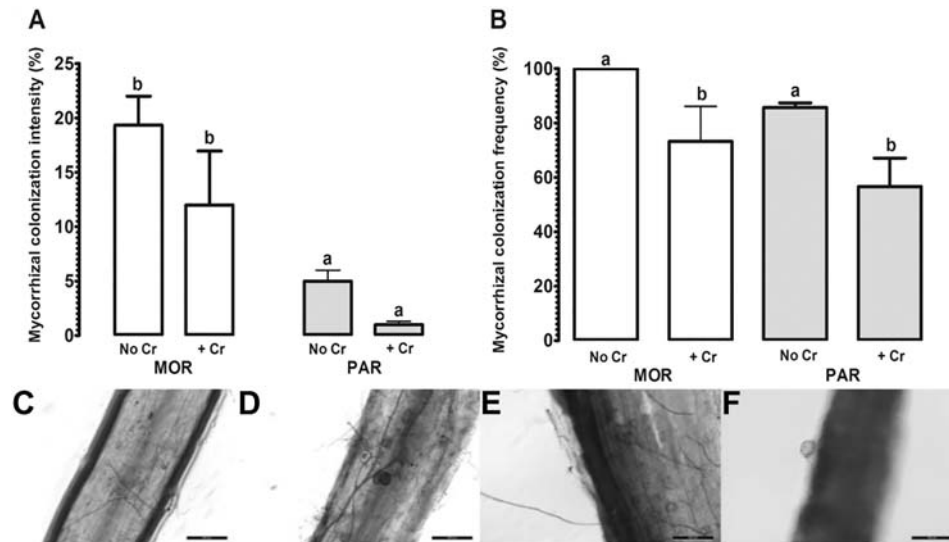 A
Mycorrhizal colonization intensity (%)
25
20
15
10
5
0
b
b
a
a
No Cr
+ Cr
No Cr
+ Cr
MOR
PAR
B
Mycorrhizal colonization frequency (%)
100
80
60
40
20
0
a
b
a
b
No Cr
+ Cr
No Cr
+ Cr
MOR
PAR
C
D
E
F